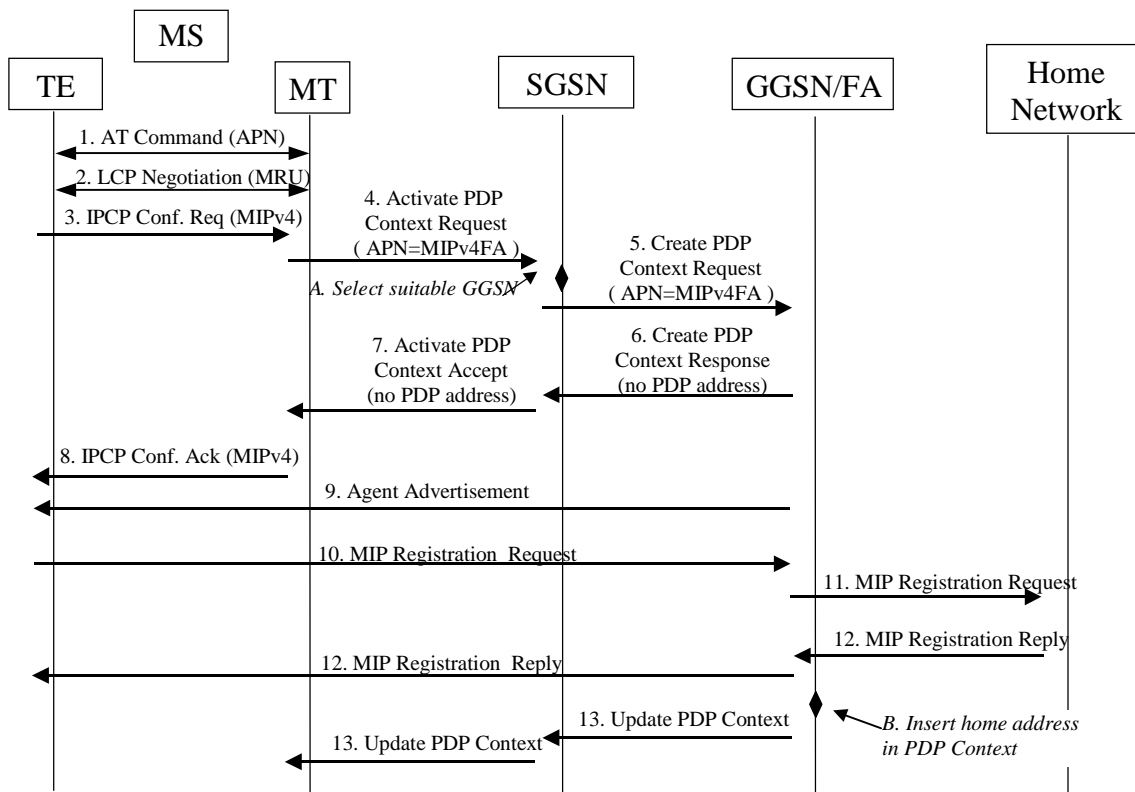 MS
TE
MT
SGSN
GGSN/FA
Home
Network
1. AT Command (APN)
2. LCP Negotiation (MRU)
3. IPCP Conf. Req (MIPv4)
4. Activate PDP
Context Request
( APN=MIPv4FA )
A. Select suitable GGSN
5. Create PDP
Context Request
( APN=MIPv4FA )
6. Create PDP
Context Response
(no PDP address)
7. Activate PDP
Context Accept
(no PDP address)
8. IPCP Conf. Ack (MIPv4)
9. Agent Advertisement
10. MIP Registration Request
11. MIP Registration Request
12. MIP Registration Reply
12. MIP Registration Reply
B. Insert home address
in PDP Context
13. Update PDP Context
13. Update PDP Context